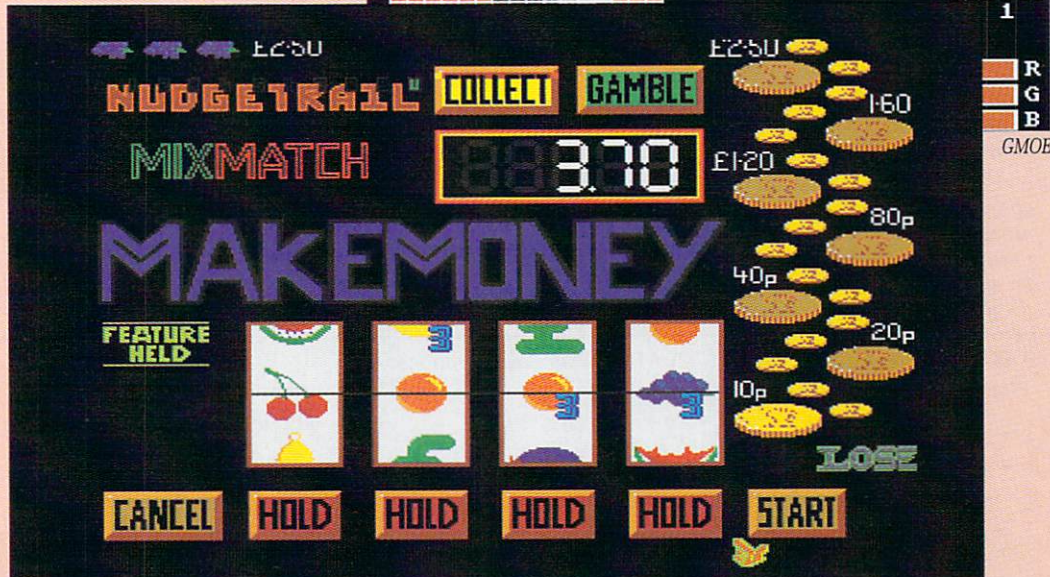 £2·50
NUDGETRAIL
MIXMATCH
COLLECT
GAMBLE
3.70
MAKEMONEY
FEATURE
HELD
3
3
3
£2·50
1·60
£1·20
80p
40p
20p
10p
LOSE
CANCEL
HOLD
HOLD
HOLD
HOLD
START
1
R
G
B